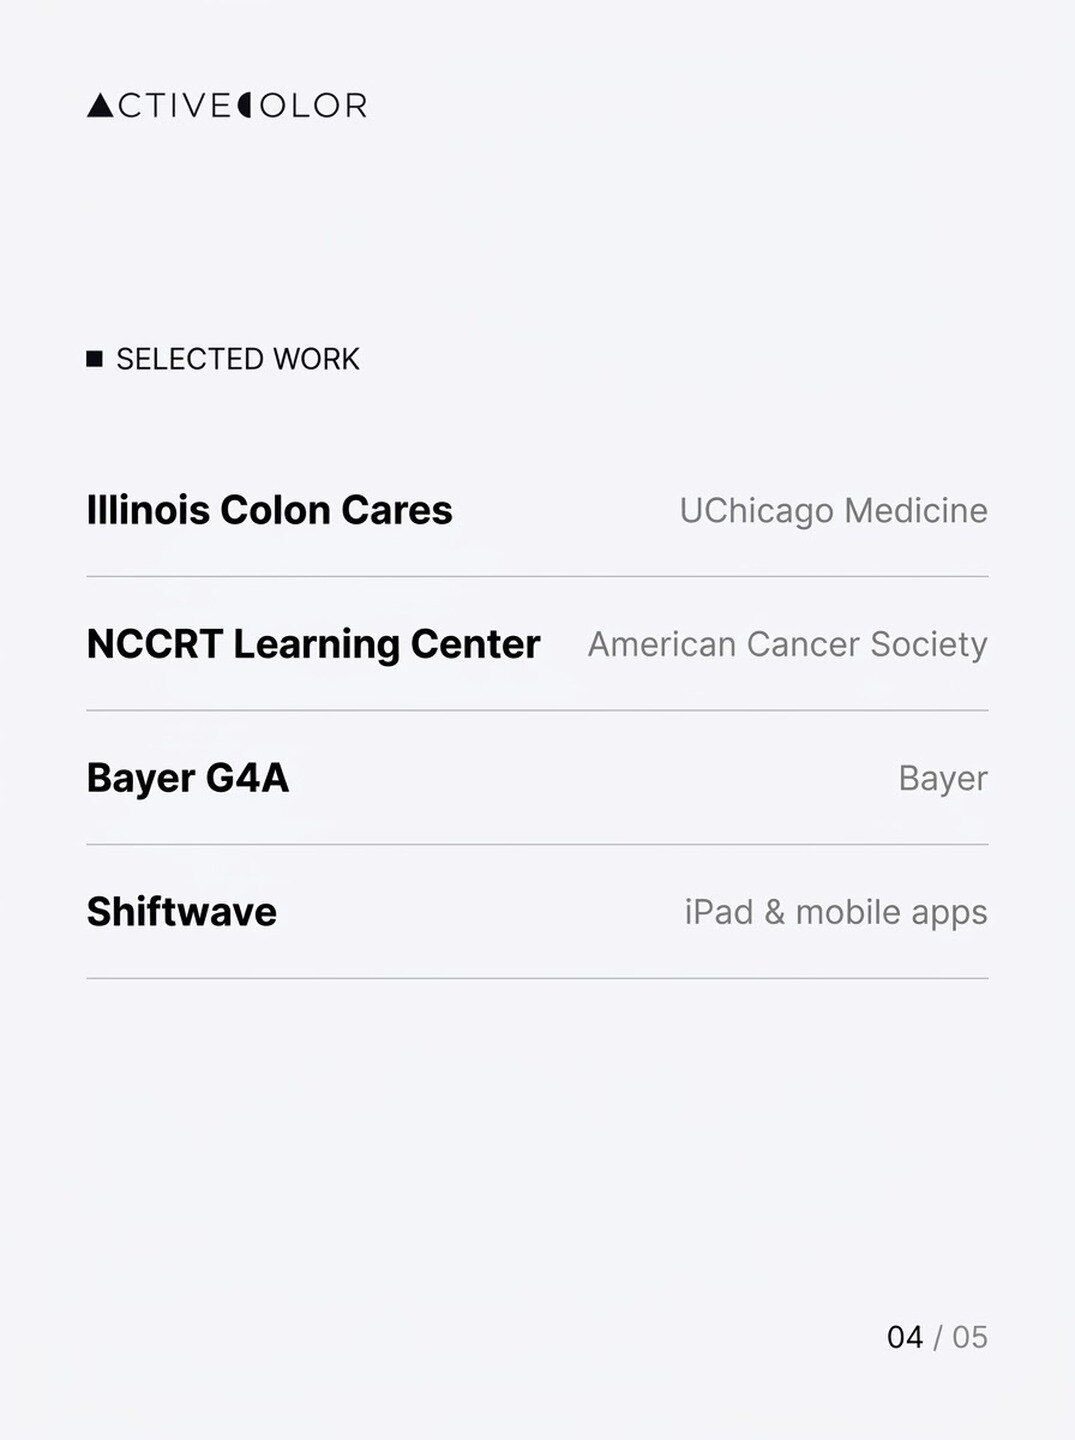 ACTIVECOLOR
SELECTED WORK
Illinois Colon Cares UChicago Medicine
NCCRT Learning Center American Cancer Society
Bayer G4A Bayer
Shiftwave iPad & mobile apps
04 / 05